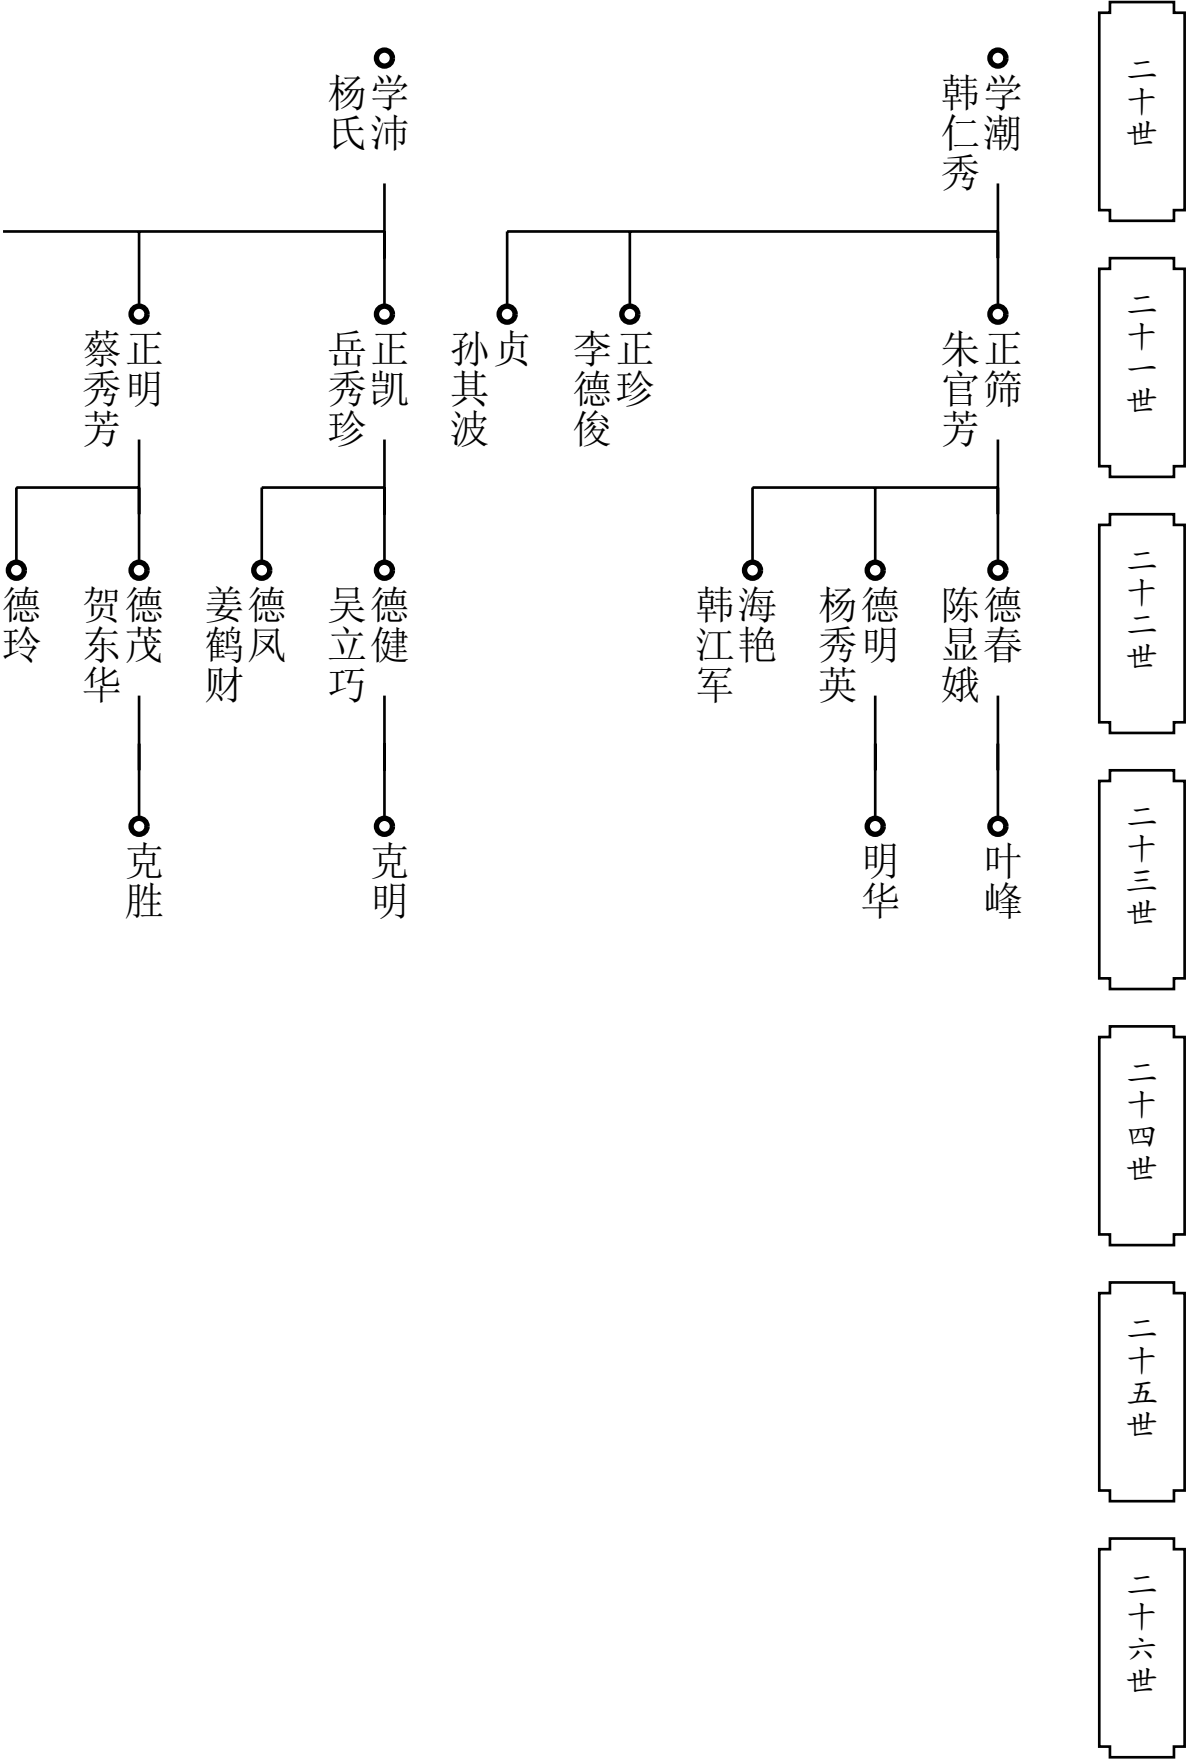 二十世
学潮
韩仁秀
学沛
杨氏
二十一世
正筛
朱官芳
正珍
李德俊
贞
孙其波
正凯
岳秀珍
正明
蔡秀芳
二十二世
德春
陈显娥
德明
杨秀英
海艳
韩江军
德健
吴立巧
德凤
姜鹤财
德茂
贺东华
德玲
二十三世
叶峰
明华
克明
克胜
二十四世
二十五世
二十六世